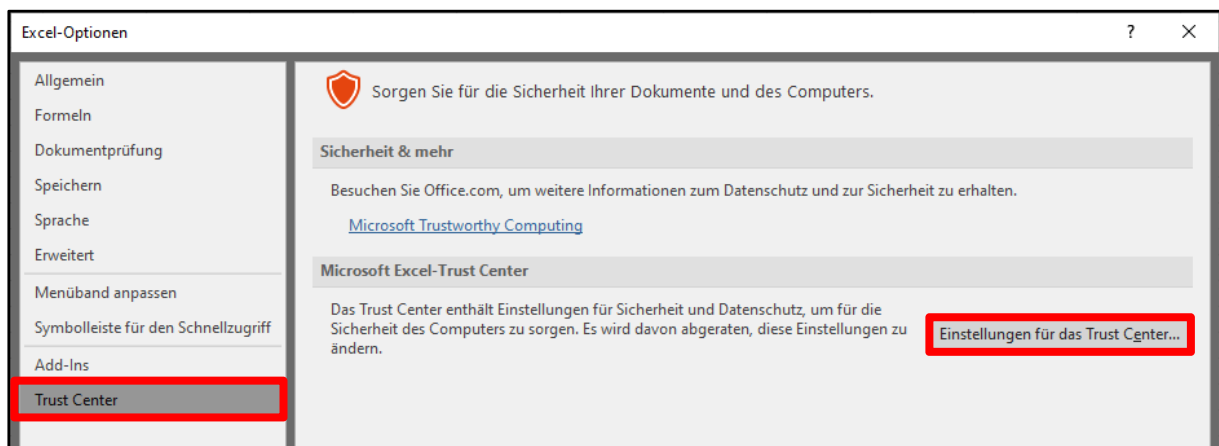 Excel-Optionen
?
Allgemein
Formeln
Dokumentprüfung
Speichern
Sprache
Erweitert
Menüband anpassen
Symbolleiste für den Schnellzugriff
Add-Ins
Trust Center
Sorgen Sie für die Sicherheit Ihrer Dokumente und des Computers.
Sicherheit & mehr
Besuchen Sie Office.com, um weitere Informationen zum Datenschutz und zur Sicherheit zu erhalten.
Microsoft Trustworthy Computing
Microsoft Excel-Trust Center
Das Trust Center enthält Einstellungen für Sicherheit und Datenschutz, um für die
Sicherheit des Computers zu sorgen. Es wird davon abgeraten, diese Einstellungen zu
ändern.
Einstellungen für das Trust Center...